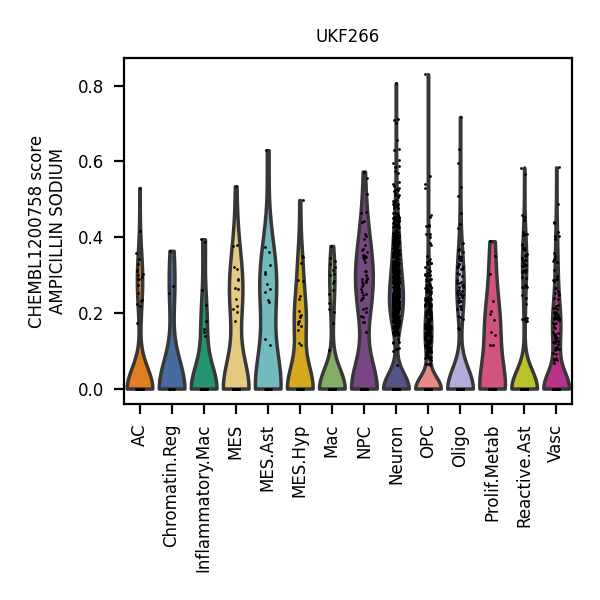 UKF266
CHEMBL1200758 score
AMPICILLIN SODIUM
0.8
0.6
0.4
0.2
0.0
AC
Chromatin.Reg
Inflammatory.Mac
MES
MES.Ast
MES.Hyp
Mac
NPC
Neuron
OPC
Oligo
Prolif.Metab
Reactive.Ast
Vasc